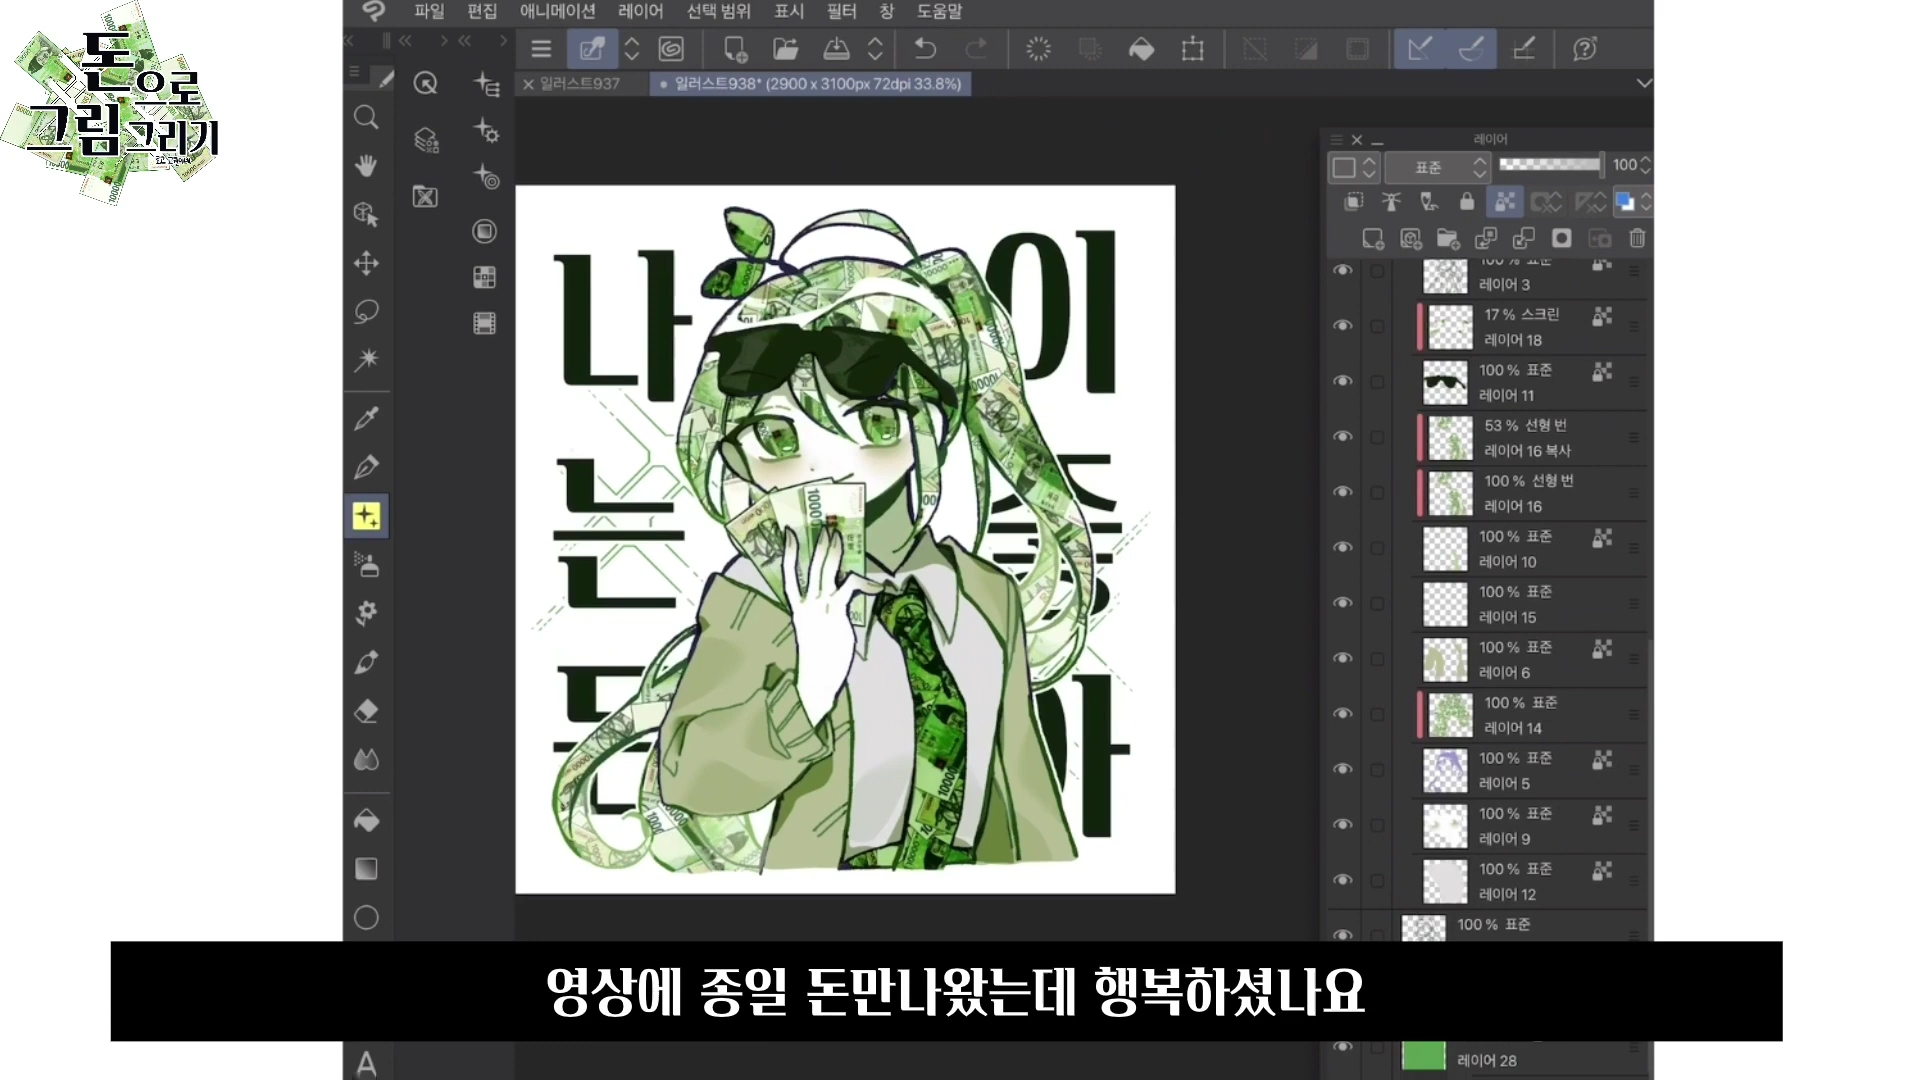 돈으로
그림 그리기
파일 편집 애니메이션 레이어 선택 범위 표시 필터 창 도움말
일러스트937
일러스트938* (2900 x 3100px 72dpi 33.8%)
레이어
표준 100
100 % 표준
레이어 3
17 % 스크린
레이어 18
100 % 표준
레이어 11
53 % 선형 번
레이어 16 복사
100 % 선형 번
레이어 16
100 % 표준
레이어 10
100 % 표준
레이어 15
100 % 표준
레이어 6
100 % 표준
레이어 14
100 % 표준
레이어 5
100 % 표준
레이어 9
100 % 표준
레이어 12
100 % 표준
레이어 28
나 이
는
아
10000
영상에 종일 돈만나왔는데 행복하셨나요